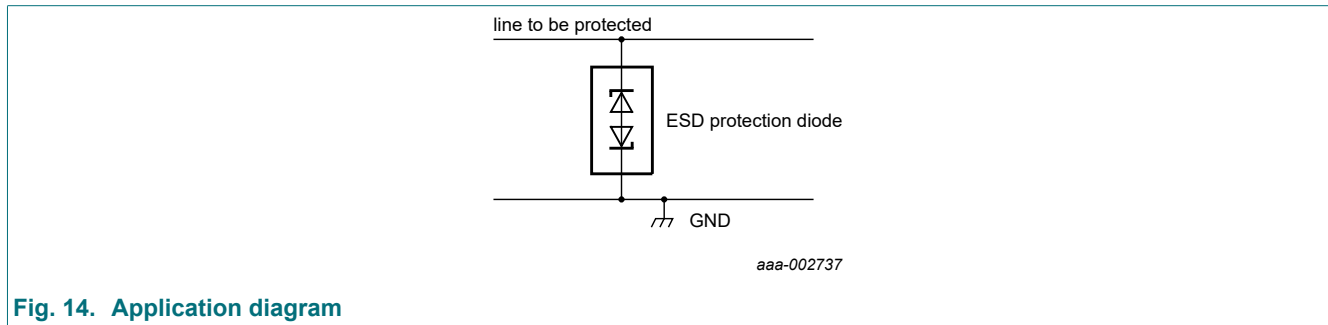 line to be protected
ESD protection diode
GND
aaa-002737
Fig. 14. Application diagram